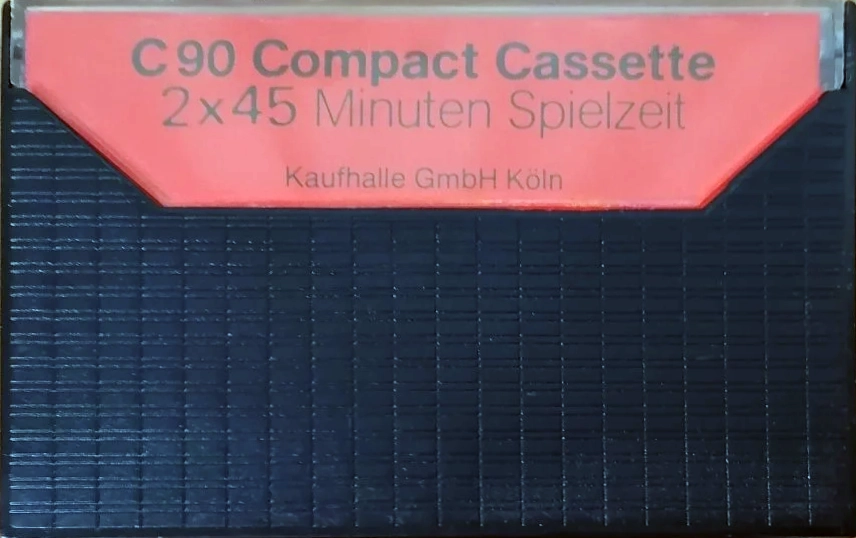 C 90 Compact Cassette
2x45 Minuten Spielzeit
Kaufhalle GmbH Köln